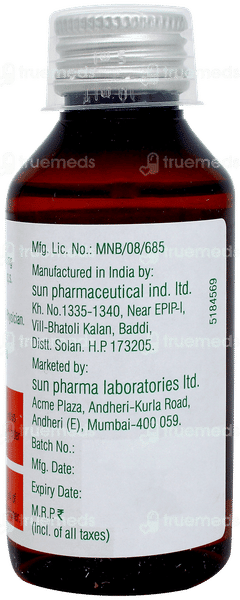 truemeds
Mfg. Lic. No.: MNB/08/685
Manufactured in India by:
sun pharmaceutical ind. ltd.
Kh. No.1335-1340, Near EPIP-I,
Vill-Bhatoli Kalan, Baddi,
Distt. Solan. H.P. 173205.
Marketed by:
sun pharma laboratories ltd.
Acme Plaza, Andheri-Kurla Road,
Andheri (E), Mumbai-400 059.
Batch No.:
Mfg. Date:
Expiry Date:
M.R.P.₹
(Incl. of all taxes)
5184569